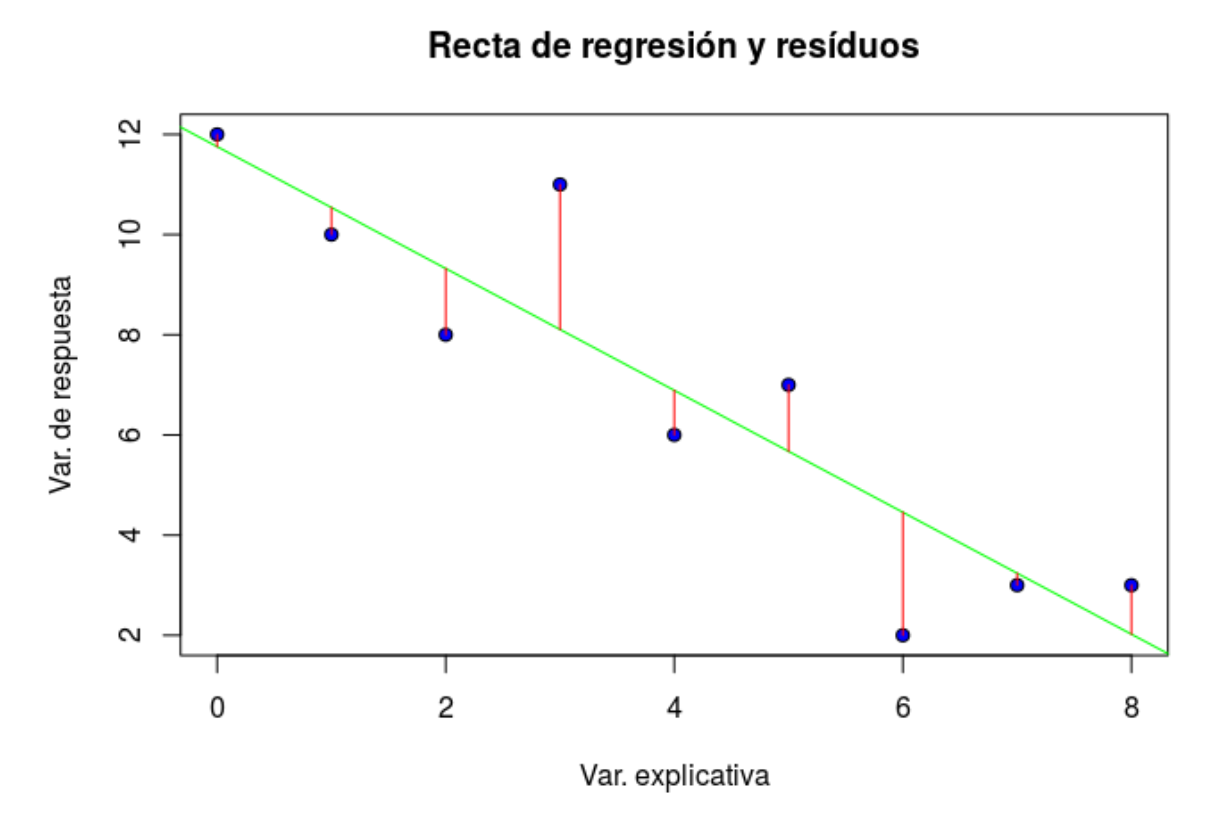 Recta de regresión y resíduos
Var. de respuesta
12
10
8
6
4
2
0 2 4 6 8
Var. explicativa